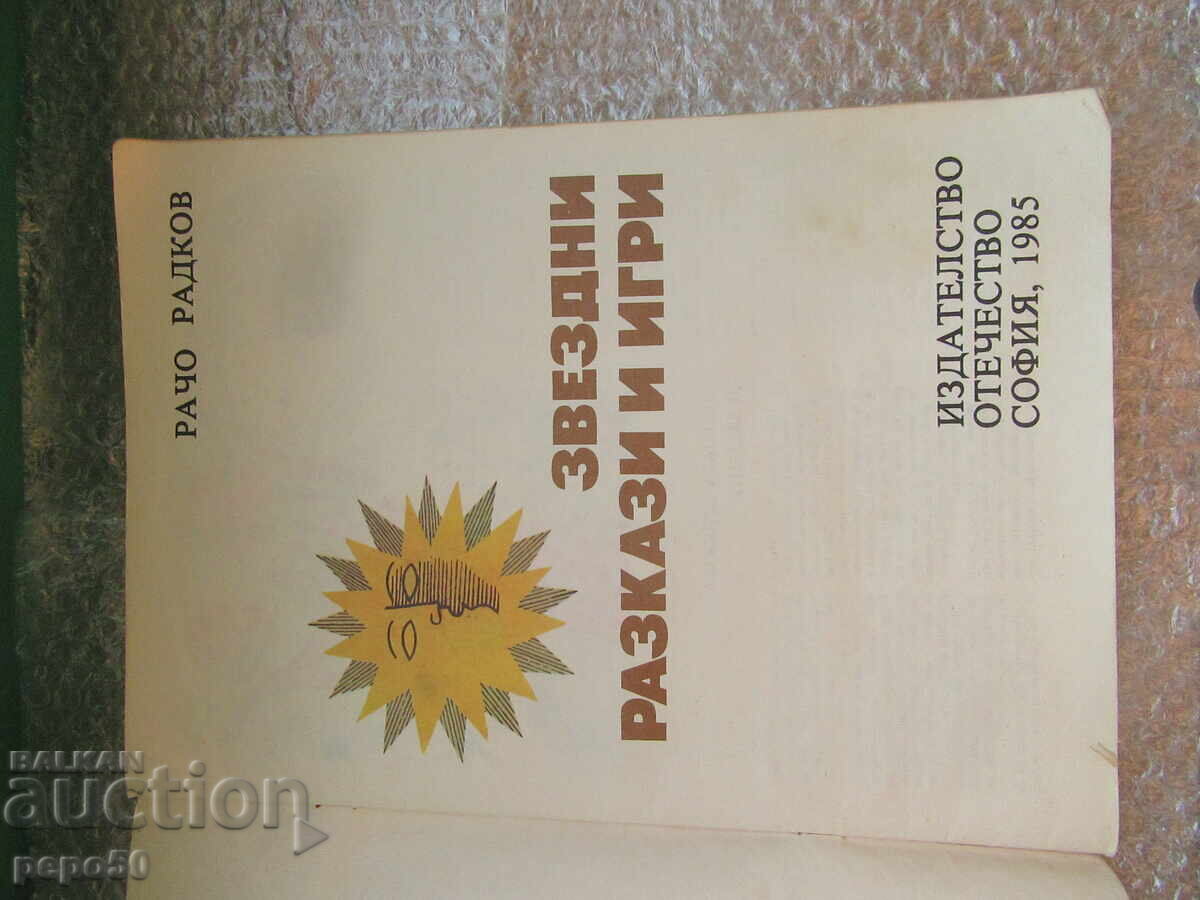 РАЧО РАДКОВ
ЗВЕЗДНИ
РАЗКАЗИ И ИГРИ
ИЗДАТЕЛСТВО
ОТЕЧЕСТВО
СОФИЯ, 1985
BALKAN
auction
pepo50